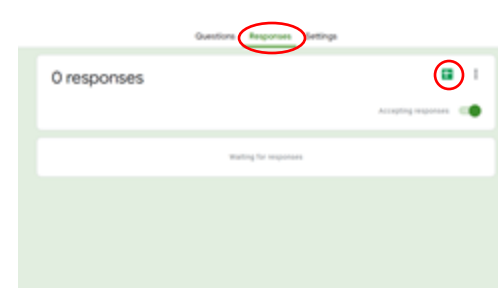 Questions Responses Settings
0 responses
Accepting responses
Waiting for responses